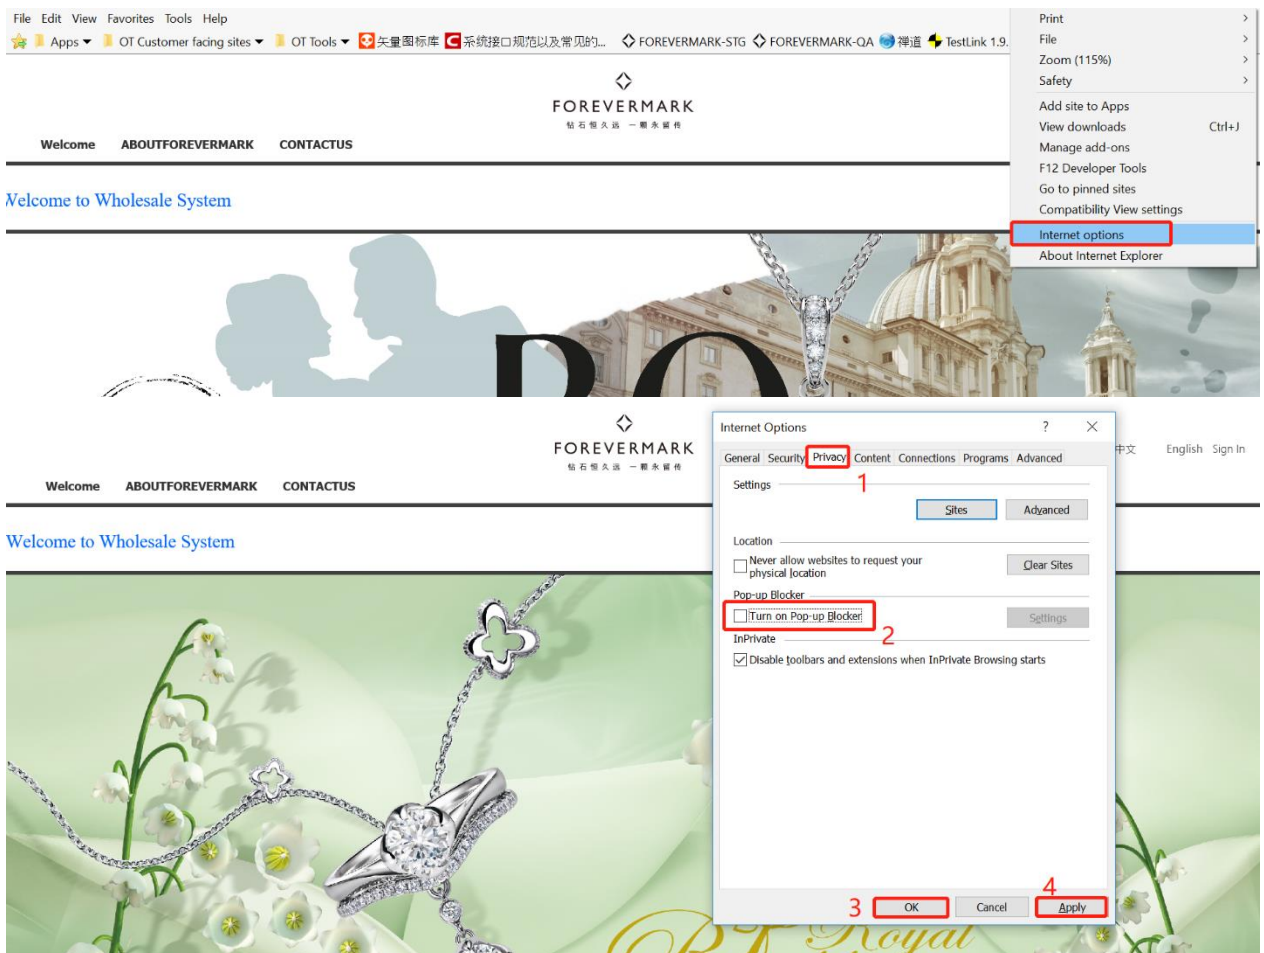 File Edit View Favorites Tools Help
Apps OT Customer facing sites OT Tools 矢量图标库 系统接口规范以及常见的... FOREVERMARK-STG FOREVERMARK-QA 禅道 TestLink 1.9.
Print
File
Zoom (115%)
Safety
Add site to Apps
View downloads Ctrl+J
Manage add-ons
F12 Developer Tools
Go to pinned sites
Compatibility View settings
Internet options
About Internet Explorer
FOREVERMARK
钻石恒久远 一颗永留传
Welcome ABOUTFOREVERMARK CONTACTUS
Welcome to Wholesale System
RO
FOREVERMARK
钻石恒久远 一颗永留传
中文 English Sign In
Welcome ABOUTFOREVERMARK CONTACTUS
Welcome to Wholesale System
Internet Options ?
General Security Privacy Content Connections Programs Advanced
1
Settings
Sites Advanced
Location
Never allow websites to request your
physical location
Clear Sites
Pop-up Blocker
Turn on Pop-up Blocker
Settings
2
InPrivate
Disable toolbars and extensions when InPrivate Browsing starts
3 OK Cancel 4 Apply
Royal